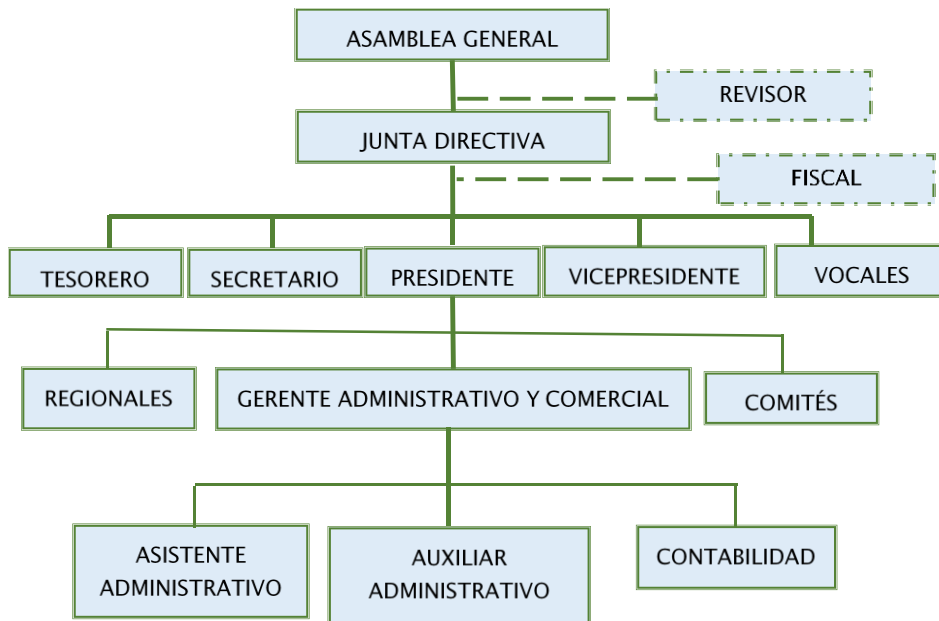 ASAMBLEA GENERAL
REVISOR
JUNTA DIRECTIVA
FISCAL
TESORERO
SECRETARIO
PRESIDENTE
VICEPRESIDENTE
VOCALES
REGIONALES
GERENTE ADMINISTRATIVO Y COMERCIAL
COMITÉS
ASISTENTE
ADMINISTRATIVO
AUXILIAR
ADMINISTRATIVO
CONTABILIDAD